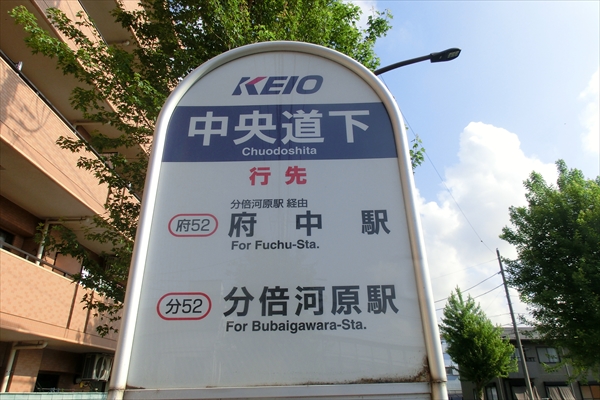 KEIO
中央道下
Chuodoshita
行先
分倍河原駅 経由
府52 府中駅
For Fuchu-Sta.
分52 分倍河原駅
For Bubaigawara-Sta.